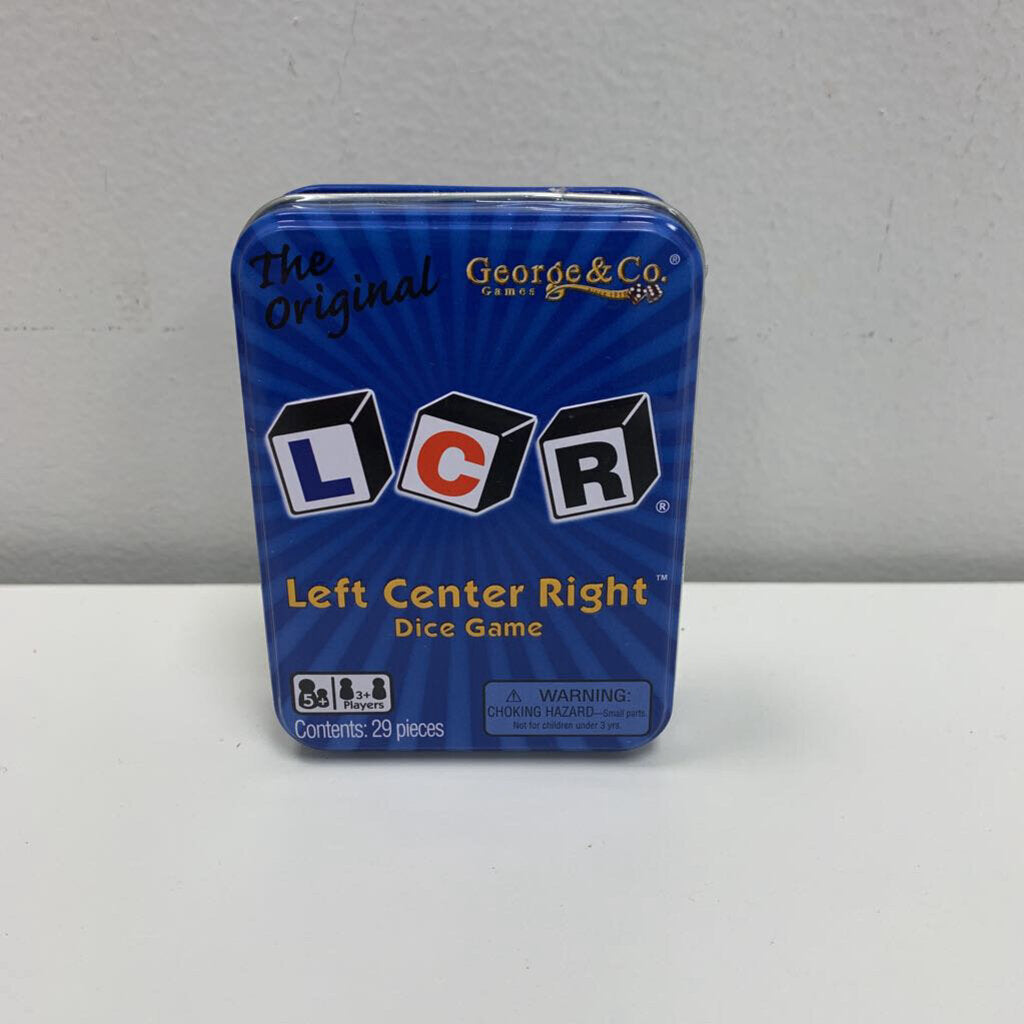 The
Original
George & Co.®
Games
L C R ®
Left Center Right™
Dice Game
5+
3+
Players
Contents: 29 pieces
⚠ WARNING:
CHOKING HAZARD—Small parts.
Not for children under 3 yrs.